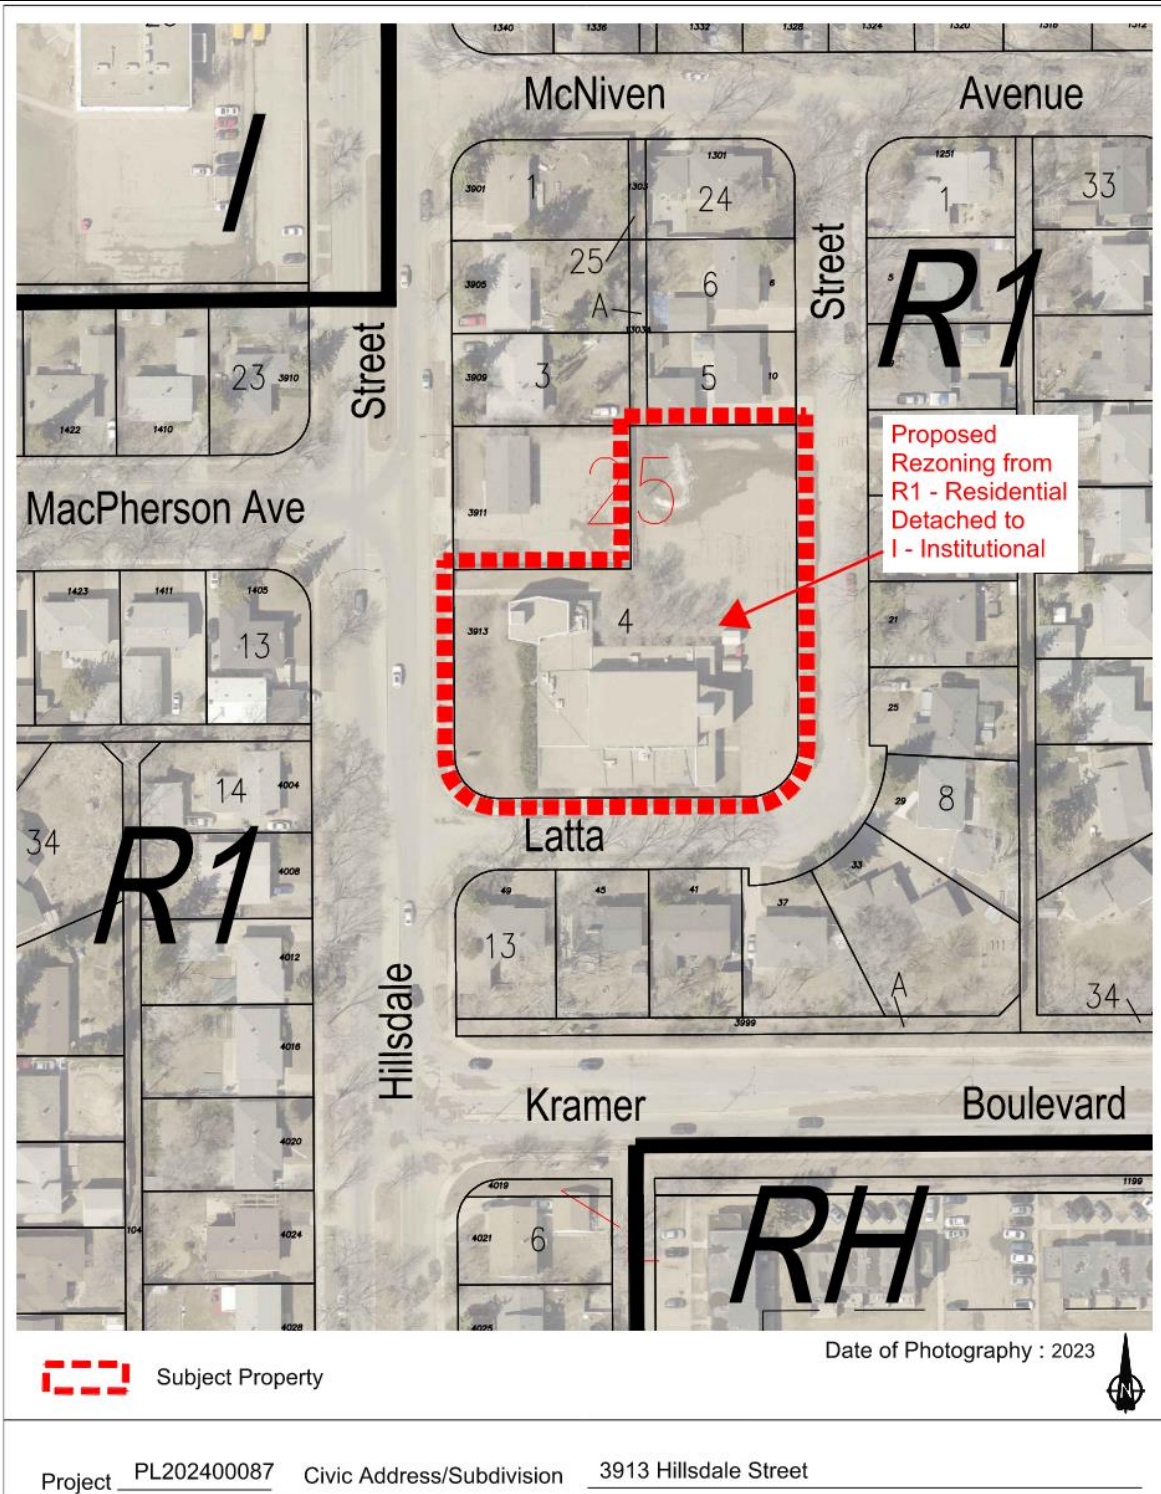 1340 1336 1332 1328 1324 1320 1316 1312
McNiven Avenue
I
3901 1 1303 1301 24 1251 1 33
25
Street
3905 6 6 5 R1
A
1303A
Street
23 3910 3909 3 5 10
1422 1410
Proposed
Rezoning from
R1 - Residential
Detached to
I - Institutional
25
3911
MacPherson Ave
1423 1411 1405
13
3913 4
21
25
14 4004
29 8
34 R1
Latta
4008
33
49 45 41 37
13
4012
111
A
34
3999
Hillsdale
4016
Kramer Boulevard
4020
4019 1199
104 4024 4021 6 RH
4028 4025
Date of Photography : 2023
Subject Property
N
Project PL202400087 Civic Address/Subdivision 3913 Hillsdale Street